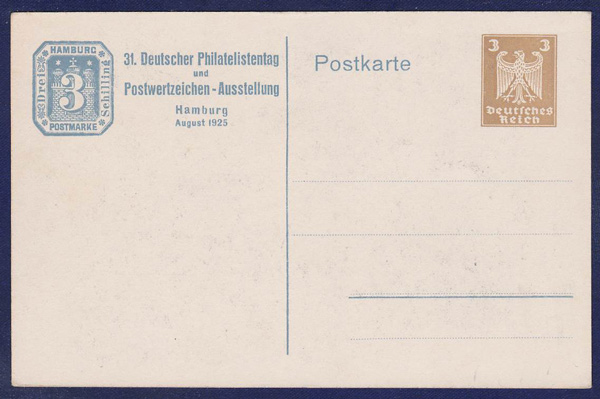 HAMBURG
Drei
3
Schilling
POSTMARKE
31. Deutscher Philatelistentag
und
Postwertzeichen - Ausstellung
Hamburg
August 1925
Postkarte
3 3
Deutsches
Reich